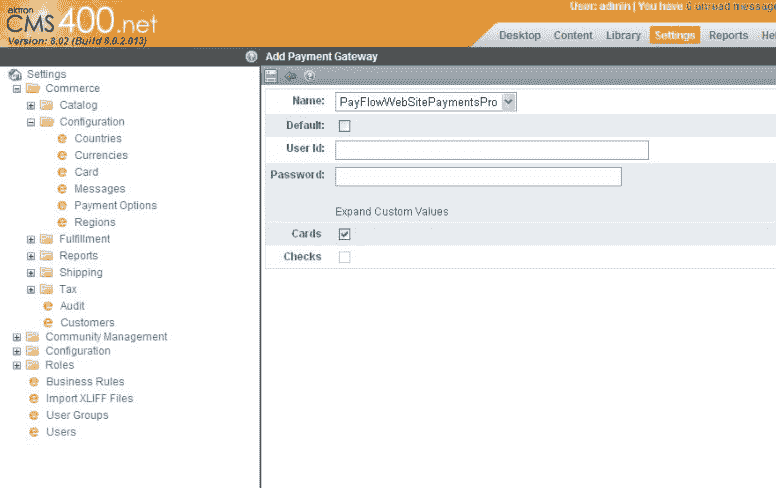 User: admin | You have 0 unread message
ektron
CMS400.net
Version: 8.02 (Build 8.0.2.013)
Desktop Content Library Settings Reports Hel
Add Payment Gateway
Settings
Commerce
Catalog
Configuration
Countries
Currencies
Card
Messages
Payment Options
Regions
Fulfillment
Reports
Shipping
Tax
Audit
Customers
Community Management
Configuration
Roles
Business Rules
Import XLIFF Files
User Groups
Users
Name: PayFlowWebSitePaymentsPro
Default:
User Id:
Password:
Expand Custom Values
Cards
Checks